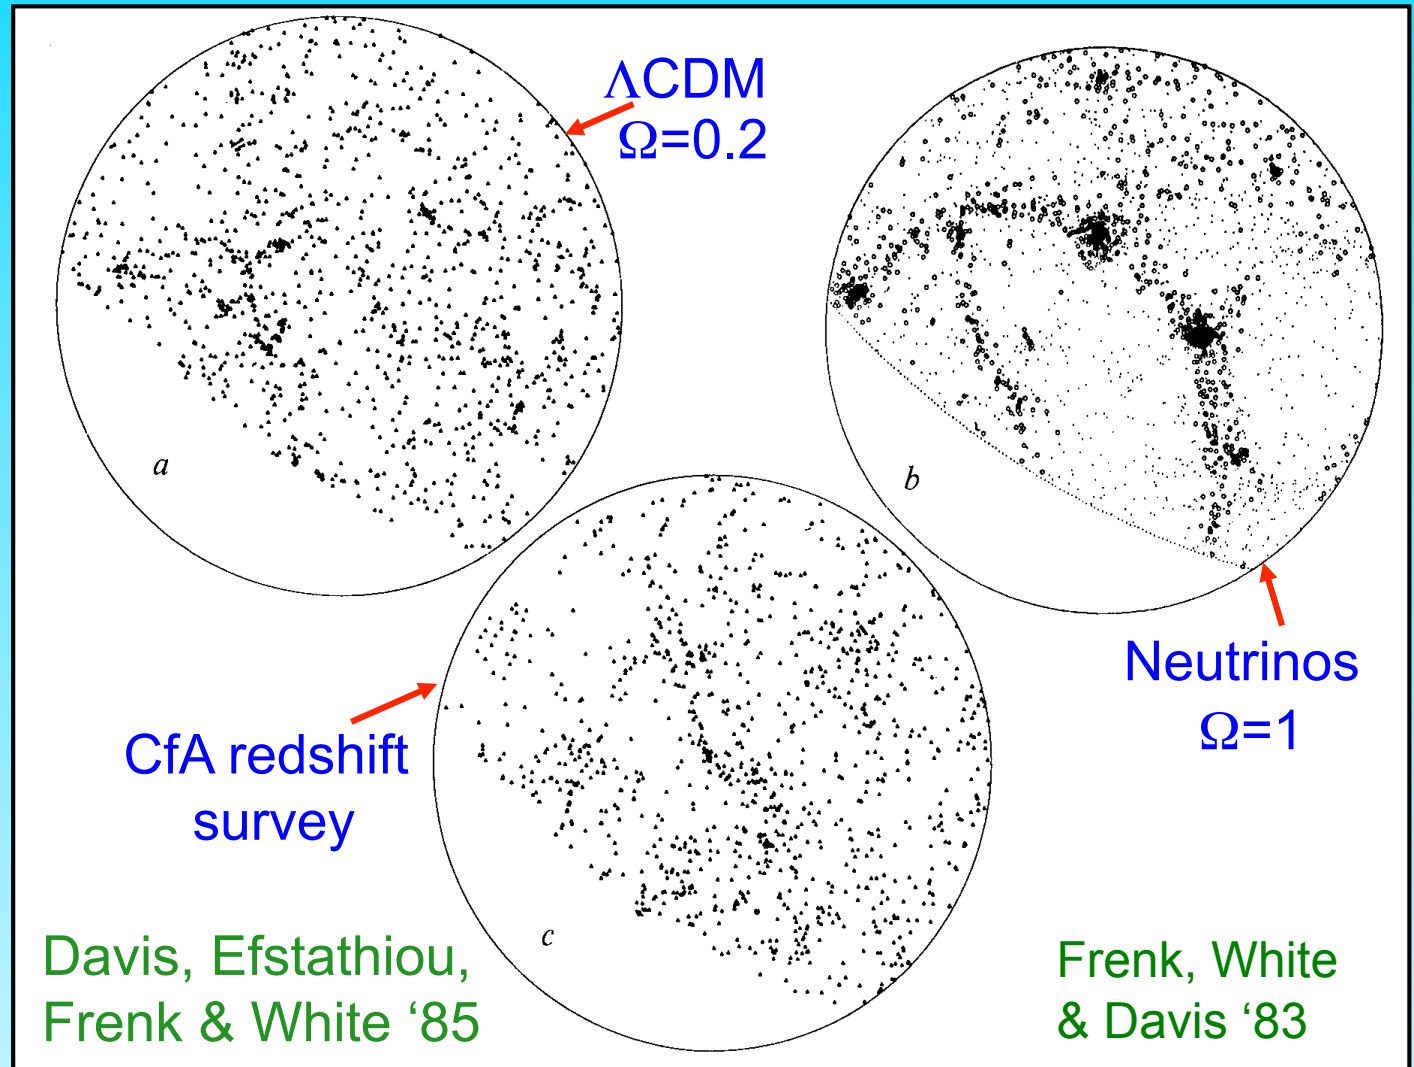 ΛCDM
Ω=0.2
a
b
Neutrinos
Ω=1
CfA redshift
survey
c
Davis, Efstathiou,
Frenk & White ‘85
Frenk, White
& Davis ‘83